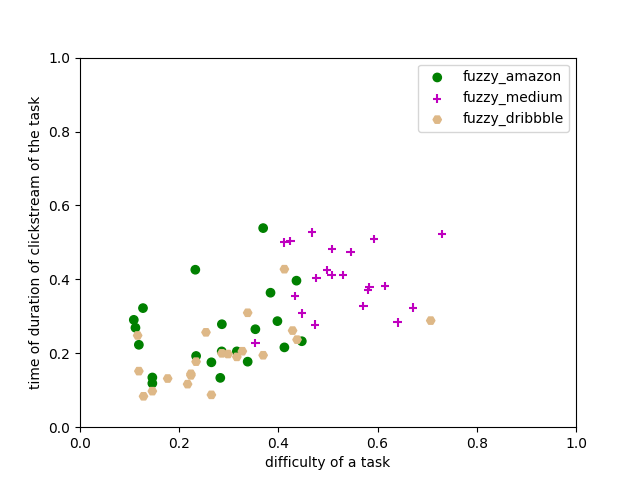 1.0
0.8
0.6
0.4
0.2
0.0
time of duration of clickstream of the task
fuzzy_amazon
fuzzy_medium
fuzzy_dribbble
0.0 0.2 0.4 0.6 0.8 1.0
difficulty of a task